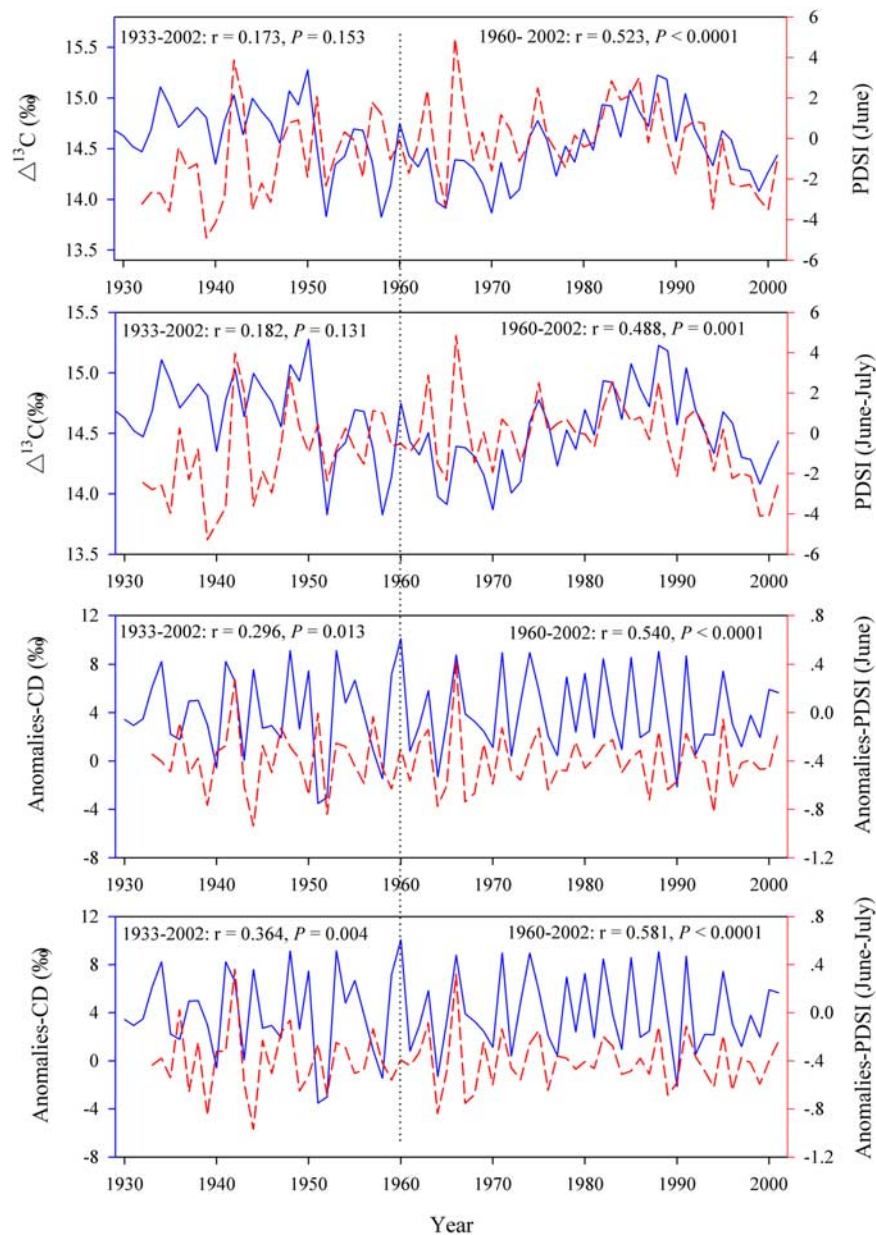 1933-2002: r = 0.173, P = 0.153
1960- 2002: r = 0.523, P < 0.0001
△¹³C (‰)
PDSI (June)
15.5
15.0
14.5
14.0
13.5
6
4
2
0
-2
-4
-6
1930 1940 1950 1960 1970 1980 1990 2000
1933-2002: r = 0.182, P = 0.131
1960-2002: r = 0.488, P = 0.001
△¹³C(‰)
PDSI (June-July)
15.5
15.0
14.5
14.0
13.5
6
4
2
0
-2
-4
-6
1930 1940 1950 1960 1970 1980 1990 2000
1933-2002: r = 0.296, P = 0.013
1960-2002: r = 0.540, P < 0.0001
Anomalies-CD (‰)
Anomalies-PDSI (June)
12
8
4
0
-4
-8
.8
.4
0.0
-.4
-.8
-1.2
1930 1940 1950 1960 1970 1980 1990 2000
1933-2002: r = 0.364, P = 0.004
1960-2002: r = 0.581, P < 0.0001
Anomalies-CD (‰)
Anomalies-PDSI (June-July)
12
8
4
0
-4
-8
.8
.4
0.0
-.4
-.8
-1.2
1930 1940 1950 1960 1970 1980 1990 2000
Year